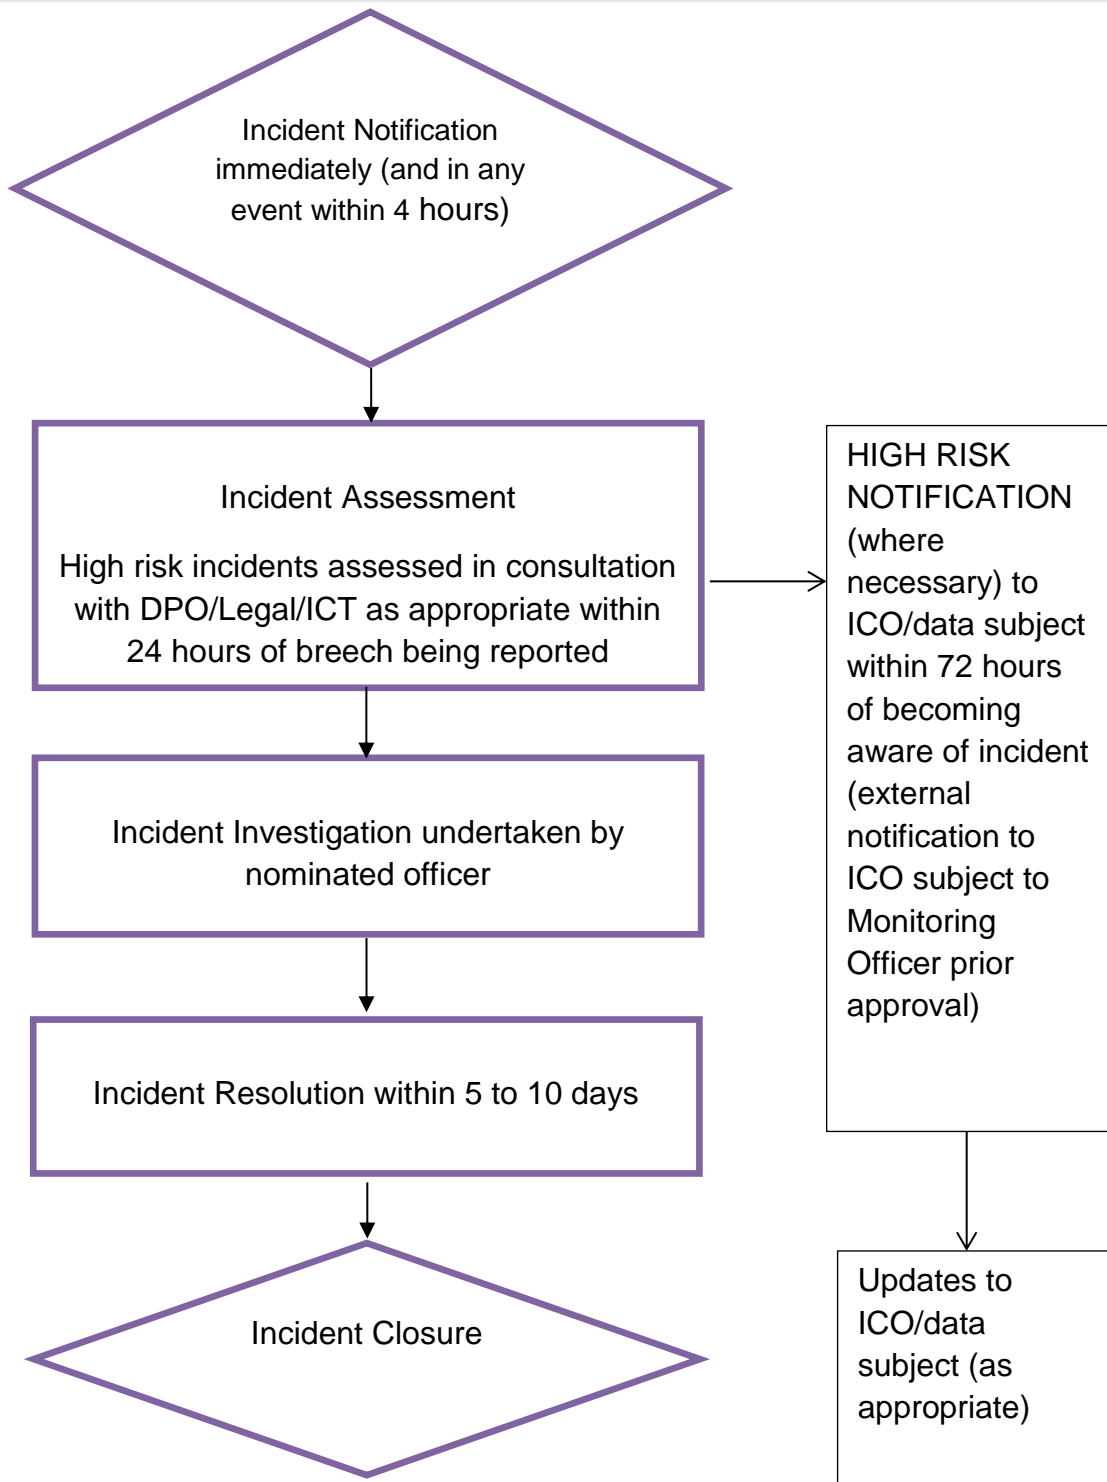 Incident Notification
immediately (and in any
event within 4 hours)
Incident Assessment
High risk incidents assessed in consultation
with DPO/Legal/ICT as appropriate within
24 hours of breech being reported
HIGH RISK
NOTIFICATION
(where
necessary) to
ICO/data subject
within 72 hours
of becoming
aware of incident
(external
notification to
ICO subject to
Monitoring
Officer prior
approval)
Incident Investigation undertaken by
nominated officer
Incident Resolution within 5 to 10 days
Incident Closure
Updates to
ICO/data
subject (as
appropriate)